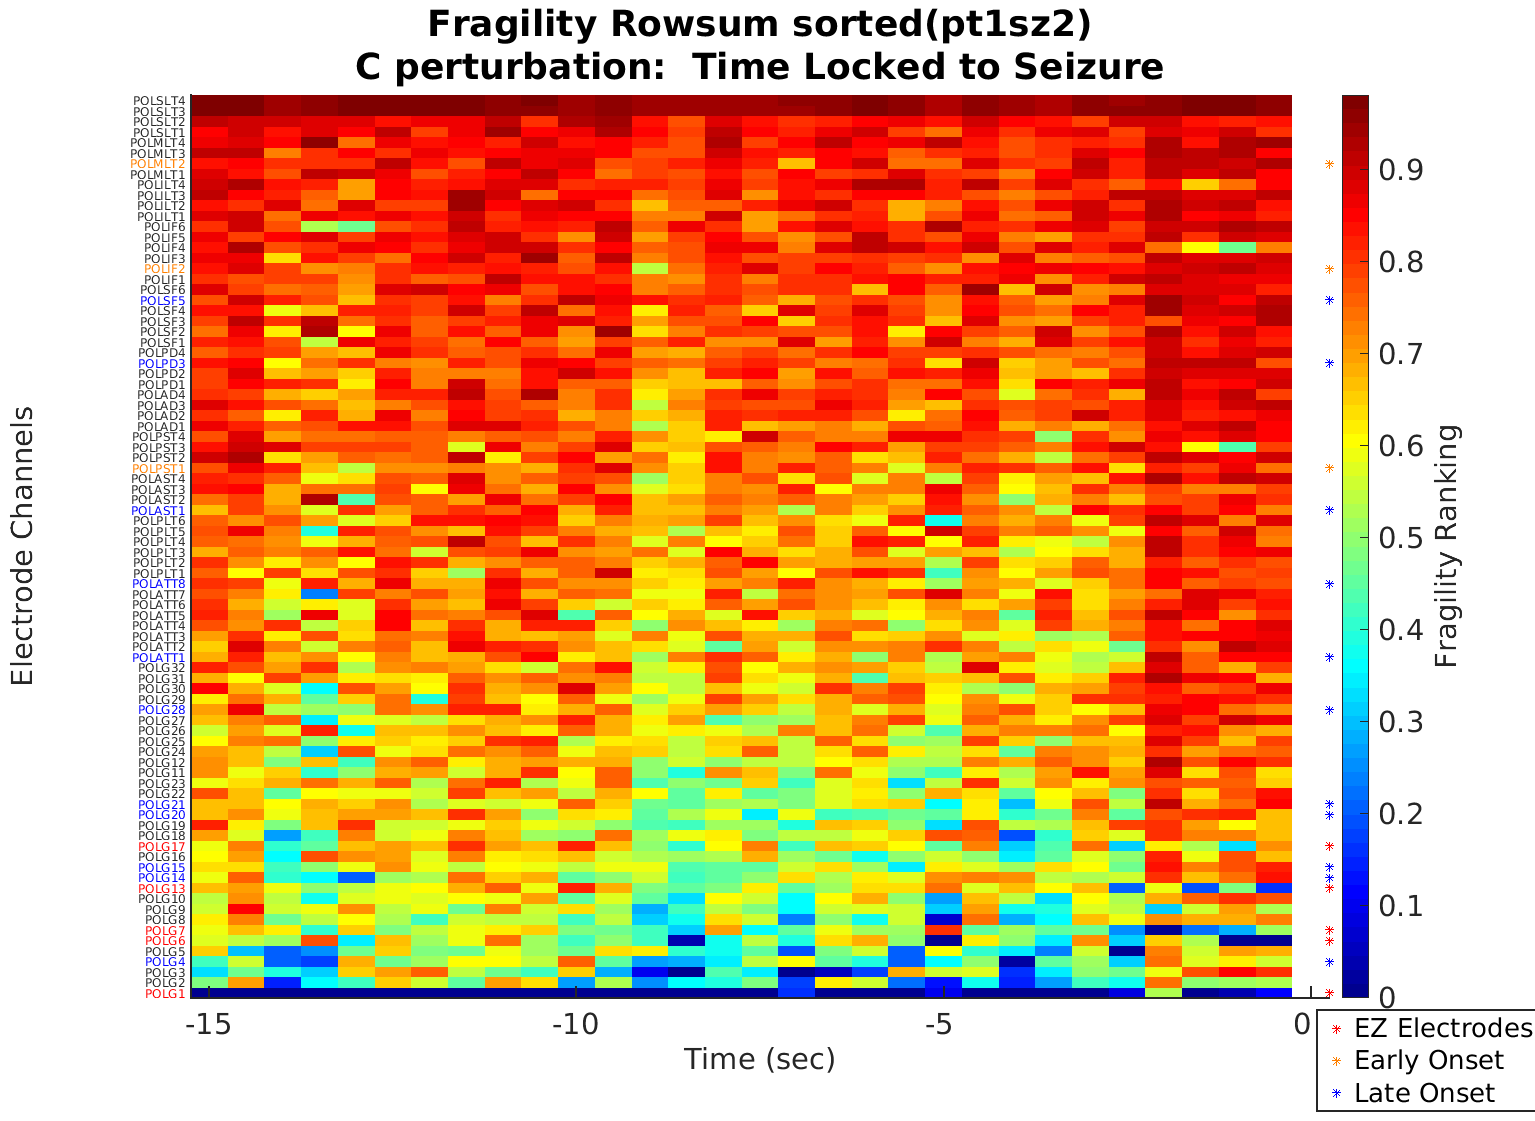 Fragility Rowsum sorted(pt1sz2)
C perturbation:  Time Locked to Seizure
Electrode Channels
POLSLT4
POLSLT3
POLSLT2
POLSLT1
POLMLT4
POLMLT3
POLMLT2
POLMLT1
POLILT4
POLILT3
POLILT2
POLILT1
POLIF6
POLIF5
POLIF4
POLIF3
POLIF2
POLIF1
POLSF6
POLSF5
POLSF4
POLSF3
POLSF2
POLSF1
POLPD4
POLPD3
POLPD2
POLPD1
POLAD4
POLAD3
POLAD2
POLAD1
POLPST4
POLPST3
POLPST2
POLPST1
POLAST4
POLAST3
POLAST2
POLAST1
POLPLT6
POLPLT5
POLPLT4
POLPLT3
POLPLT2
POLPLT1
POLATT8
POLATT7
POLATT6
POLATT5
POLATT4
POLATT3
POLATT2
POLATT1
POLG32
POLG31
POLG30
POLG29
POLG28
POLG27
POLG26
POLG25
POLG24
POLG12
POLG11
POLG23
POLG22
POLG21
POLG20
POLG19
POLG18
POLG17
POLG16
POLG15
POLG14
POLG13
POLG10
POLG9
POLG8
POLG7
POLG6
POLG5
POLG4
POLG3
POLG2
POLG1
-15
-10
-5
0
Time (sec)
0.9
0.8
0.7
0.6
0.5
0.4
0.3
0.2
0.1
0
Fragility Ranking
EZ Electrodes
Early Onset
Late Onset